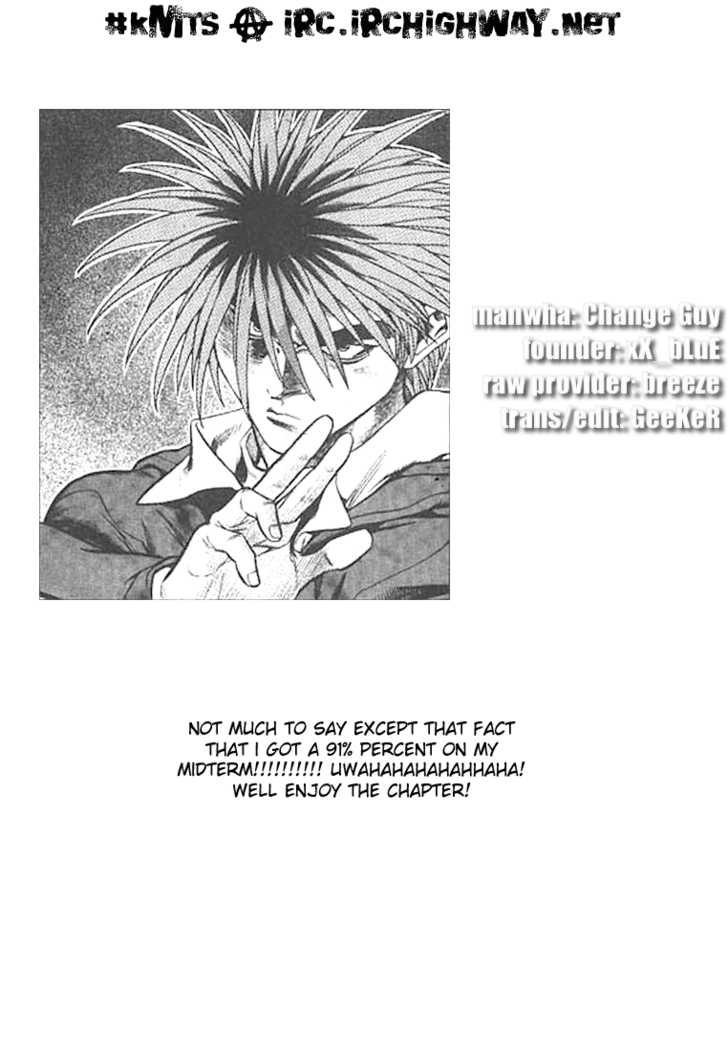 #kMTS @ iRC.iRCHiGHWAY.NET
manwha: Change Guy
founder: xX_bLuE
raw provider: breeze
trans/edit: GeeKeR
NOT MUCH TO SAY EXCEPT THAT FACT
THAT I GOT A 91% PERCENT ON MY
MIDTERM!!!!!!!!!! UWAHAHAHAHAHHAHA!
WELL ENJOY THE CHAPTER!